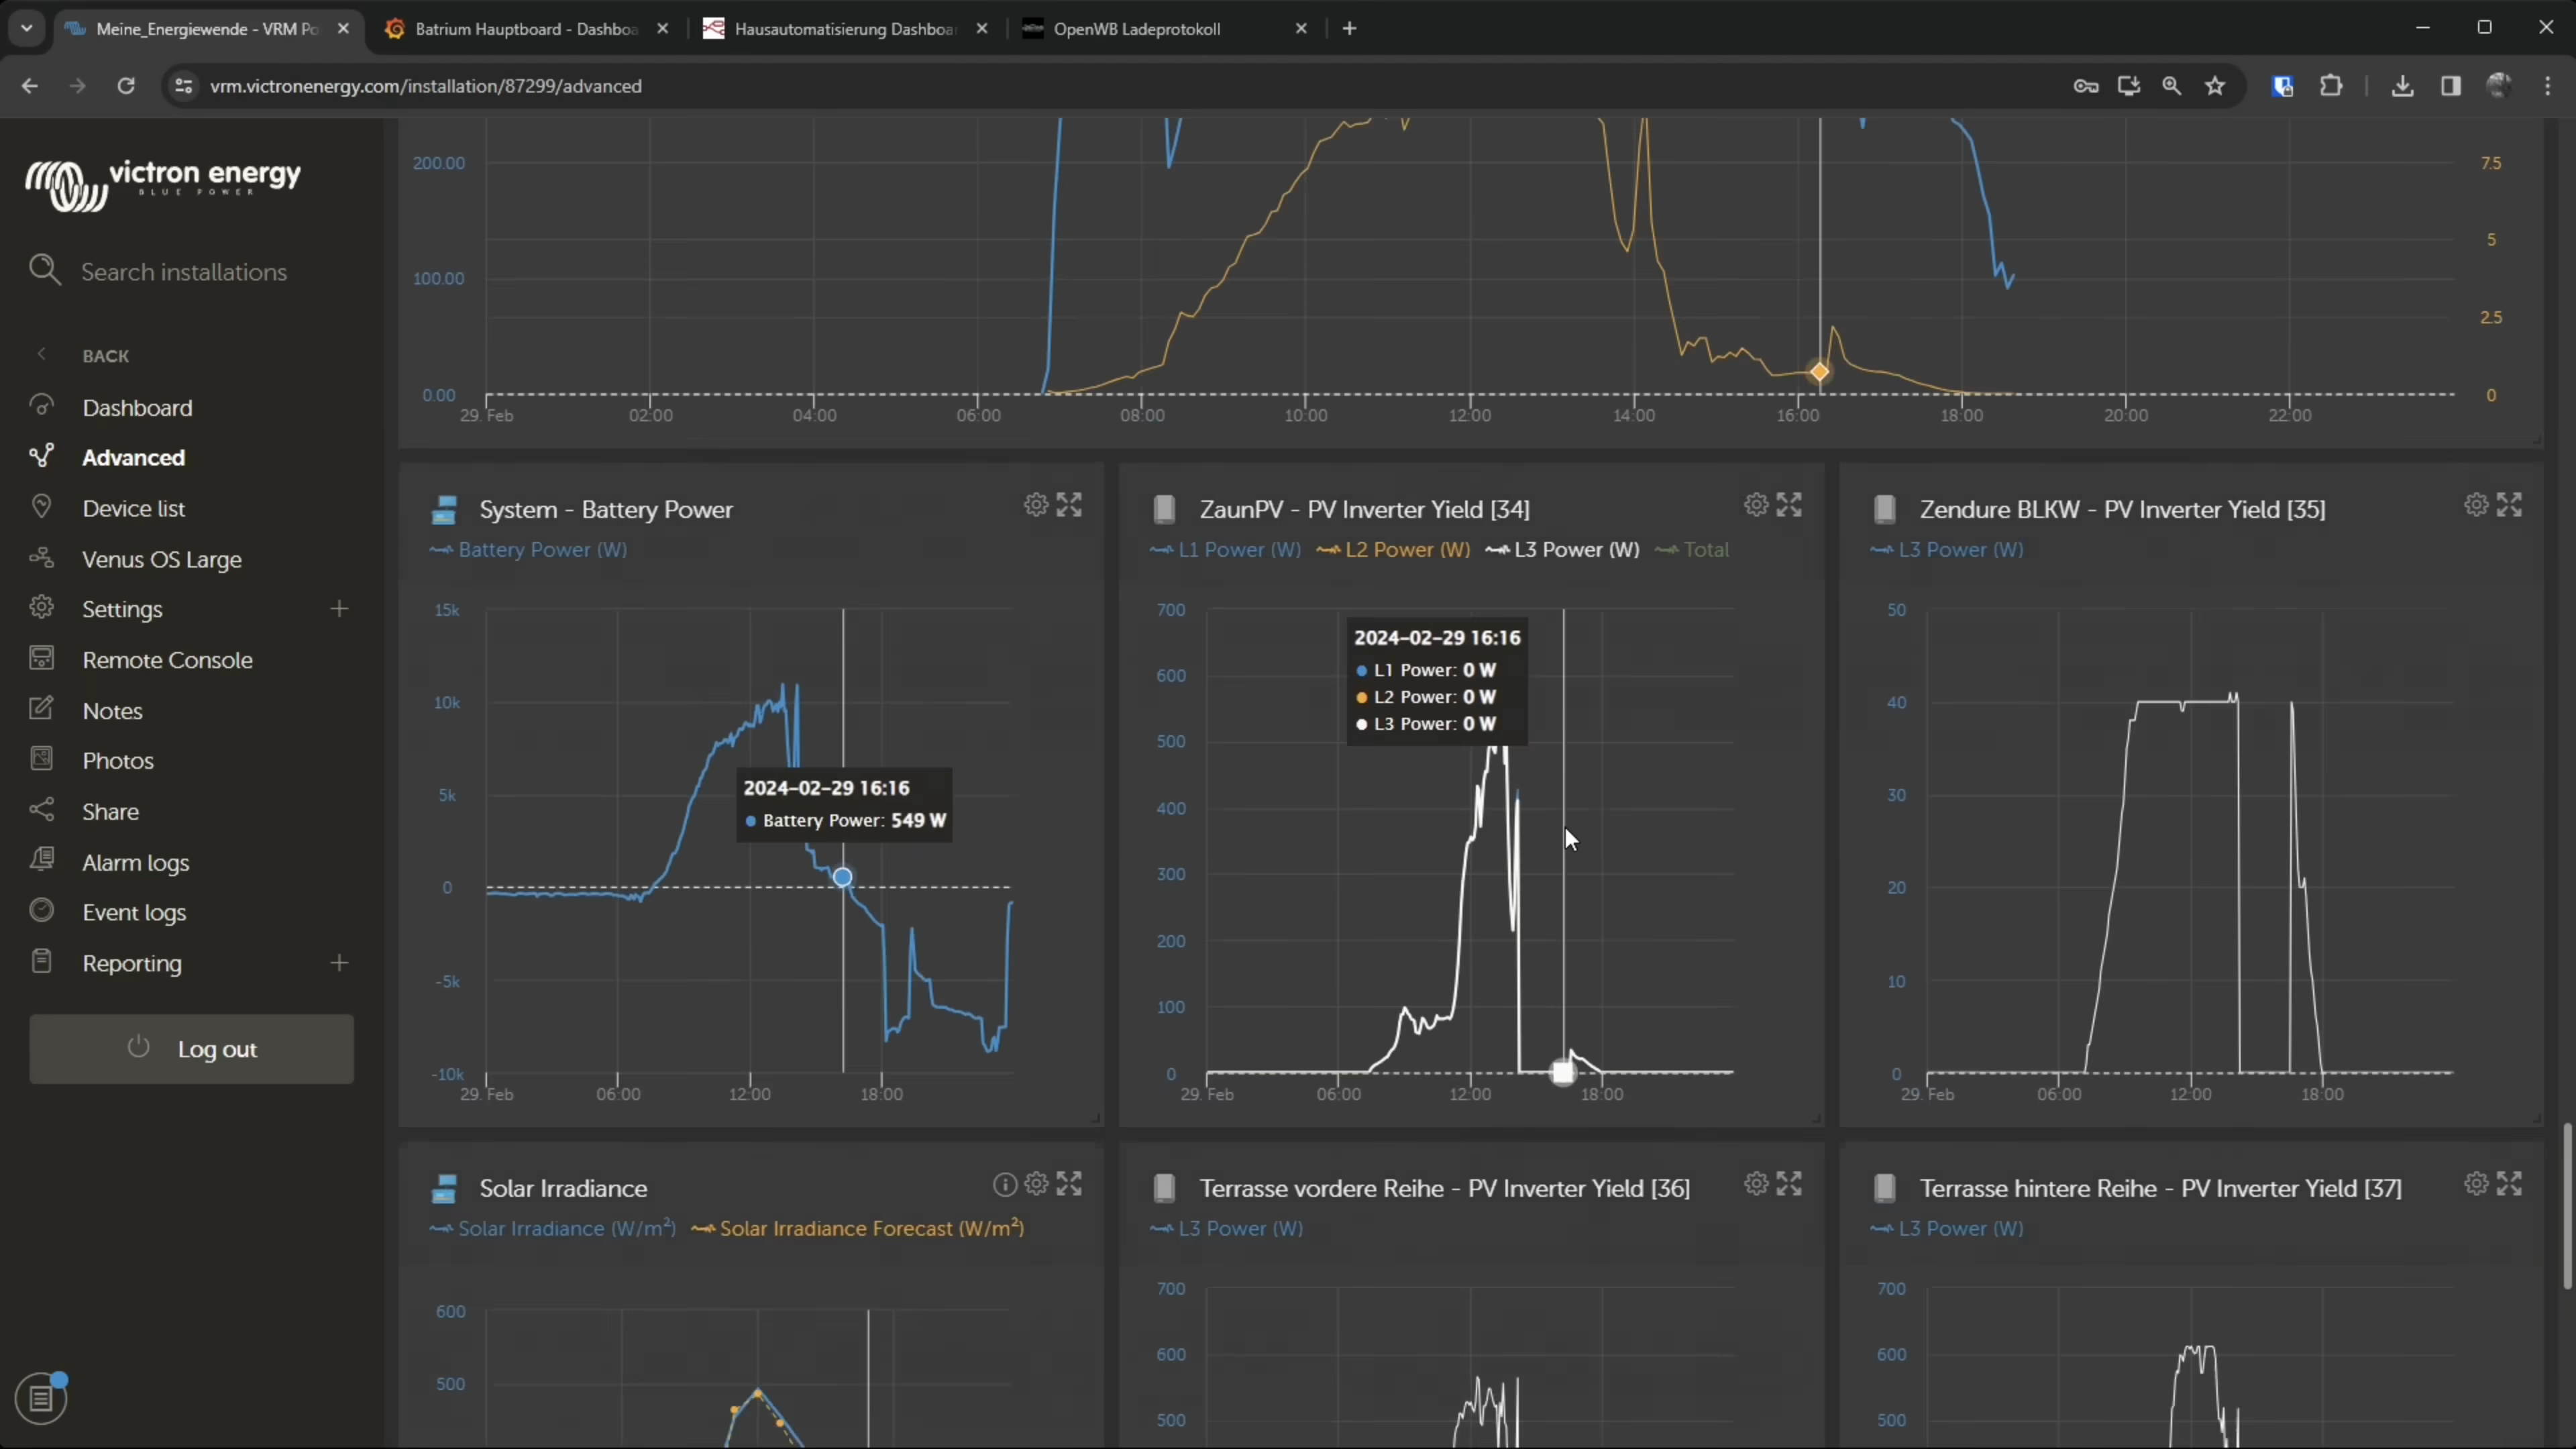 Meine_Energiewende - VRM Po
Batrium Hauptboard - Dashboa
Hausautomatisierung Dashboar
OpenWB Ladeprotokoll
vrm.victronenergy.com/installation/87299/advanced
victron energy
BLUE POWER
Search installations
BACK
Dashboard
Advanced
Device list
Venus OS Large
Settings
Remote Console
Notes
Photos
Share
Alarm logs
Event logs
Reporting
Log out
200.00
100.00
0.00
7.5
5
2.5
0
29. Feb 02:00 04:00 06:00 08:00 10:00 12:00 14:00 16:00 18:00 20:00 22:00
System - Battery Power
Battery Power (W)
15k
10k
5k
0
-5k
-10k
2024-02-29 16:16
Battery Power: 549 W
29. Feb 06:00 12:00 18:00
ZaunPV - PV Inverter Yield [34]
L1 Power (W) L2 Power (W) L3 Power (W) Total
700
600
500
400
300
200
100
0
2024-02-29 16:16
L1 Power: 0 W
L2 Power: 0 W
L3 Power: 0 W
29. Feb 06:00 12:00 18:00
Zendure BLKW - PV Inverter Yield [35]
L3 Power (W)
50
40
30
20
10
0
29. Feb 06:00 12:00 18:00
Solar Irradiance
Solar Irradiance (W/m²) Solar Irradiance Forecast (W/m²)
600
500
Terrasse vordere Reihe - PV Inverter Yield [36]
L3 Power (W)
700
600
500
Terrasse hintere Reihe - PV Inverter Yield [37]
L3 Power (W)
700
600
500